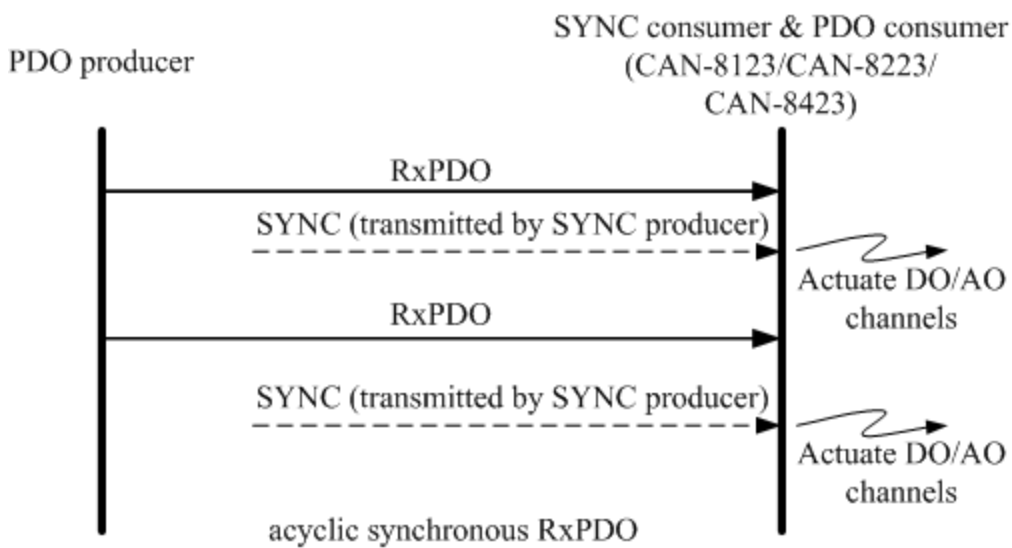 PDO producer
SYNC consumer & PDO consumer
(CAN-8123/CAN-8223/
CAN-8423)
RxPDO
SYNC (transmitted by SYNC producer)
Actuate DO/AO
channels
RxPDO
SYNC (transmitted by SYNC producer)
Actuate DO/AO
channels
acyclic synchronous RxPDO